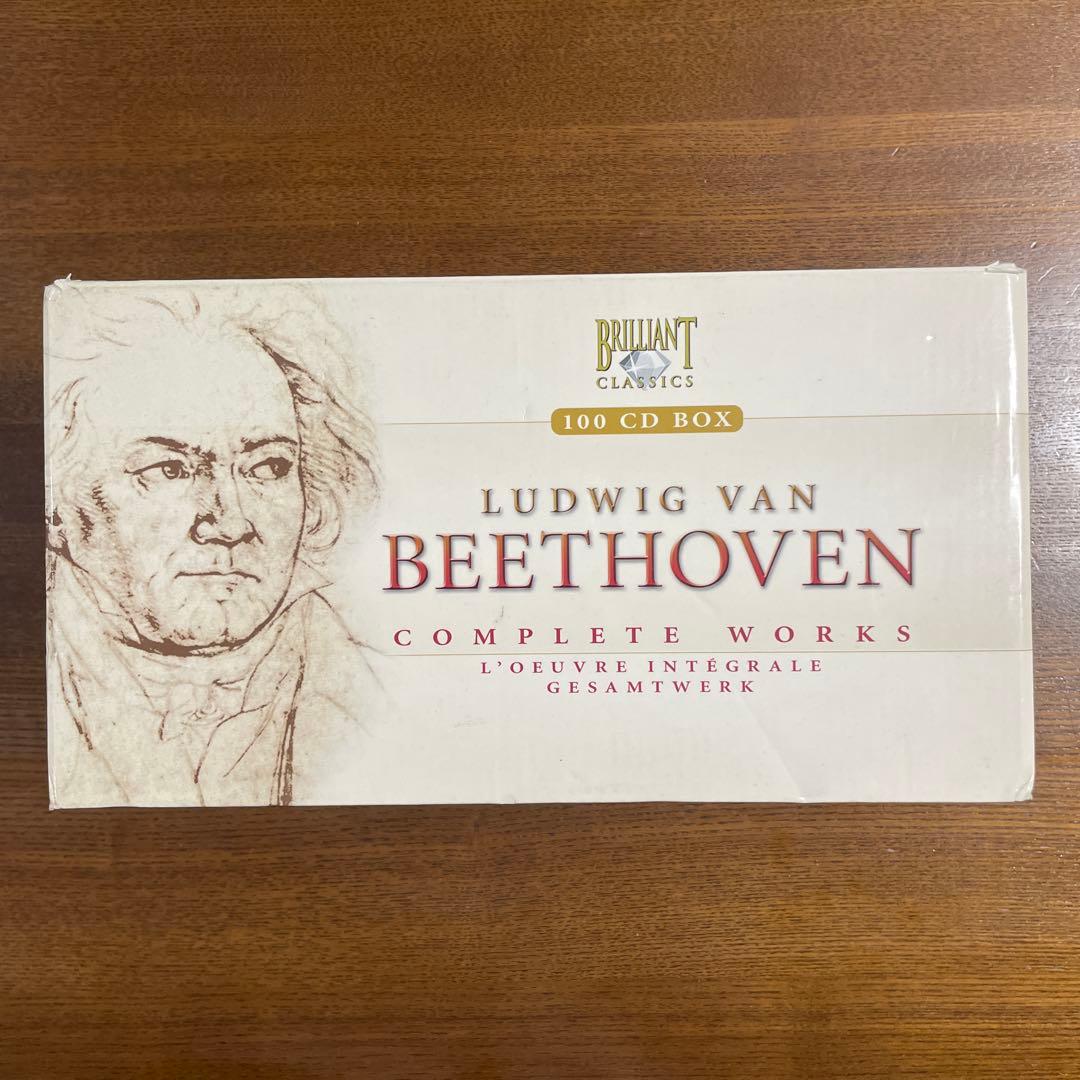 BRILLIANT
CLASSICS
100 CD BOX
LUDWIG VAN
BEETHOVEN
COMPLETE WORKS
L'OEUVRE INTÉGRALE
GESAMTWERK